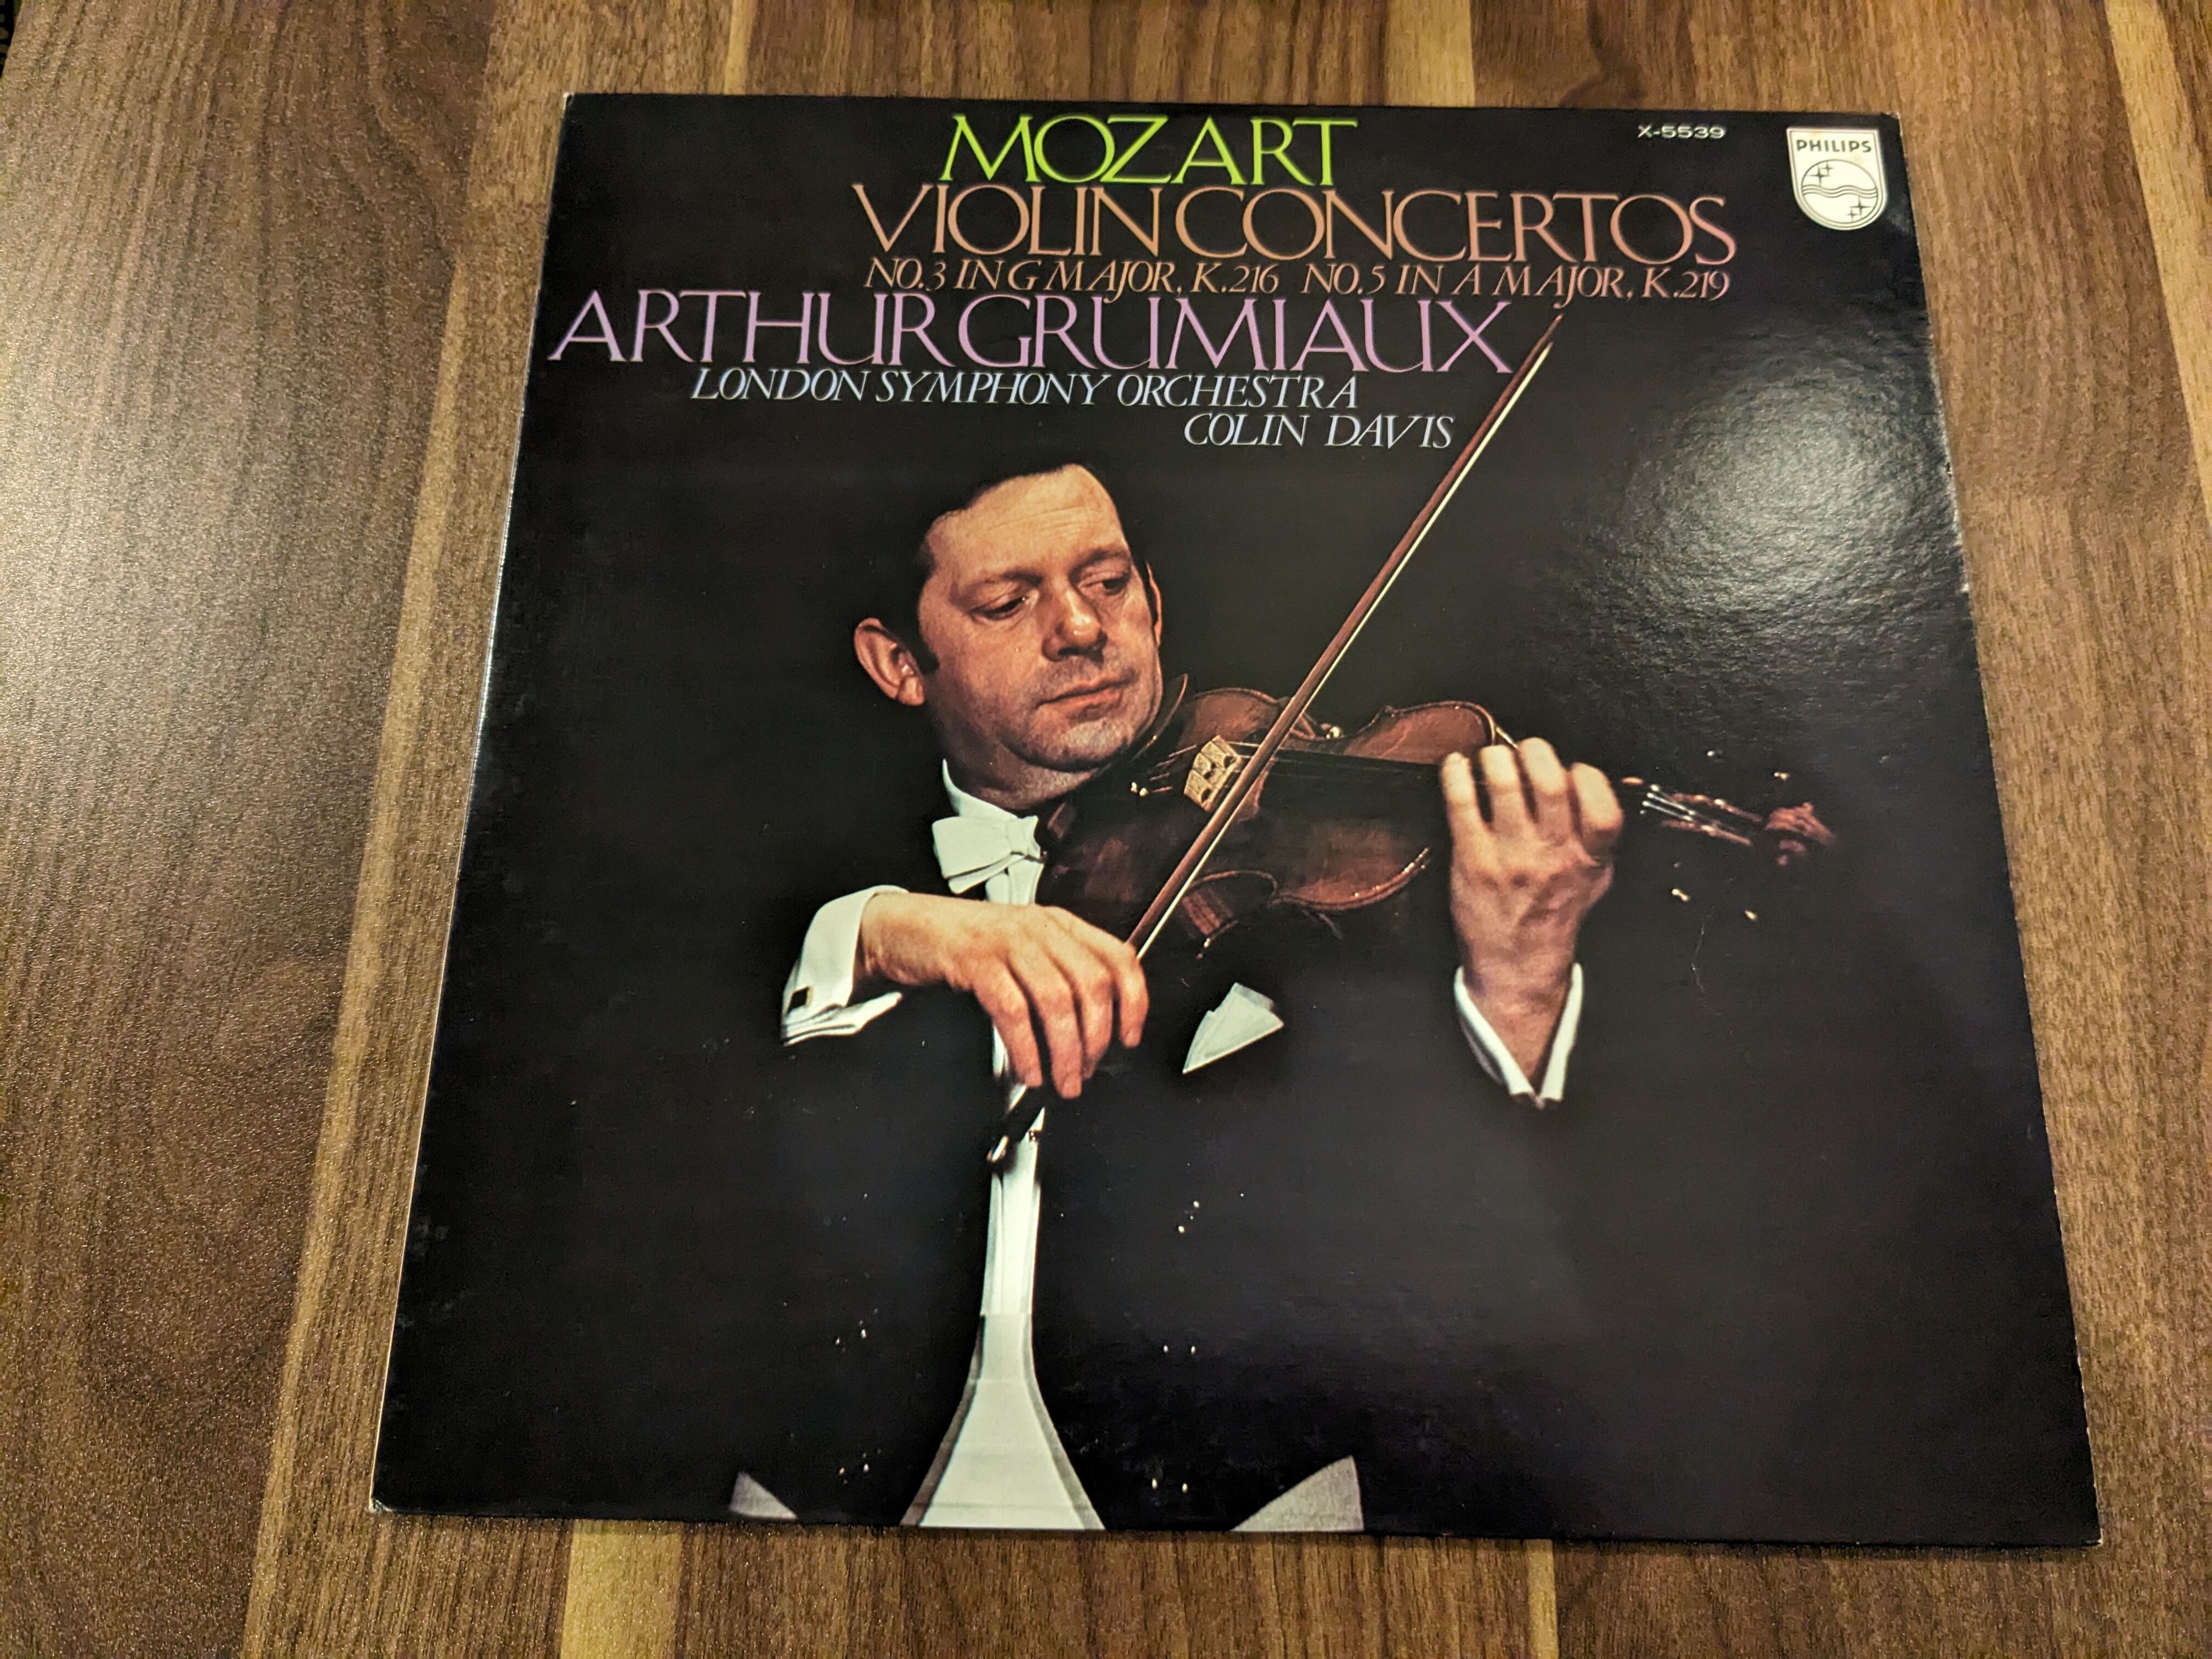 MOZART
X-5539
PHILIPS
VIOLIN CONCERTOS
NO.3 IN G MAJOR, K.216 NO.5 IN A MAJOR, K.219
ARTHUR GRUMIAUX
LONDON SYMPHONY ORCHESTRA
COLIN DAVIS